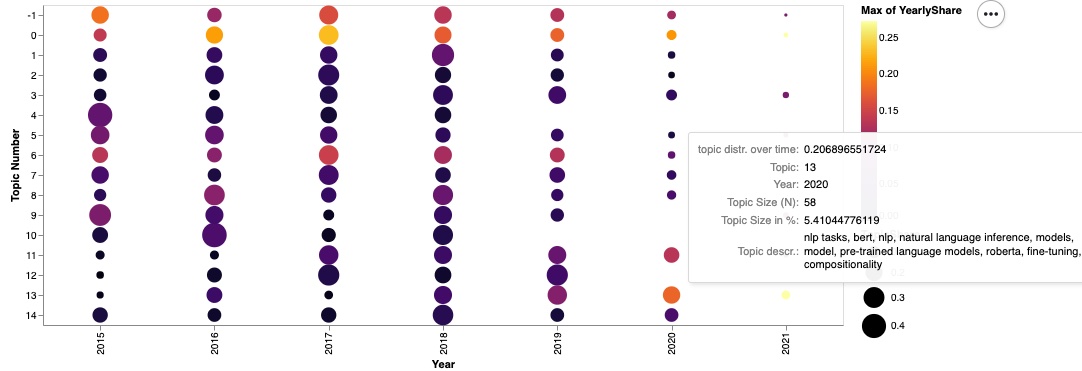 Max of YearlyShare
0.25
0.20
0.15
-1
0
1
2
3
4
5
6
7
8
9
10
11
12
13
14
Topic Number
2015
2016
2017
2018
2019
2020
2021
Year
topic distr. over time: 0.206896551724
Topic: 13
Year: 2020
Topic Size (N): 58
Topic Size in %: 5.41044776119
Topic descr.: nlp tasks, bert, nlp, natural language inference, models,
model, pre-trained language models, roberta, fine-tuning,
compositionality
0.3
0.4